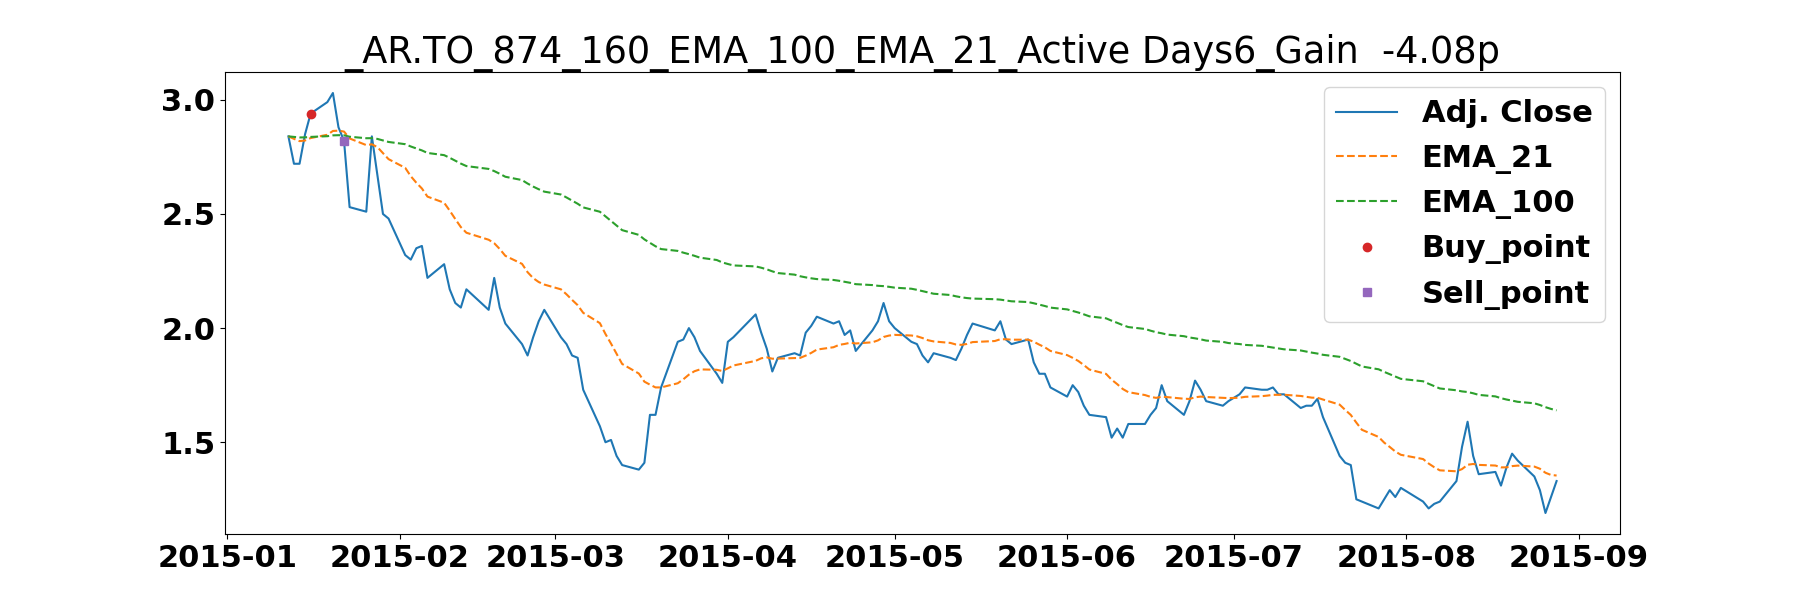 _AR.TO_874_160_EMA_100_EMA_21_Active Days6_Gain  -4.08p
3.0
2.5
2.0
1.5
Adj. Close
EMA_21
EMA_100
Buy_point
Sell_point
2015-01 2015-02 2015-03 2015-04 2015-05 2015-06 2015-07 2015-08 2015-09